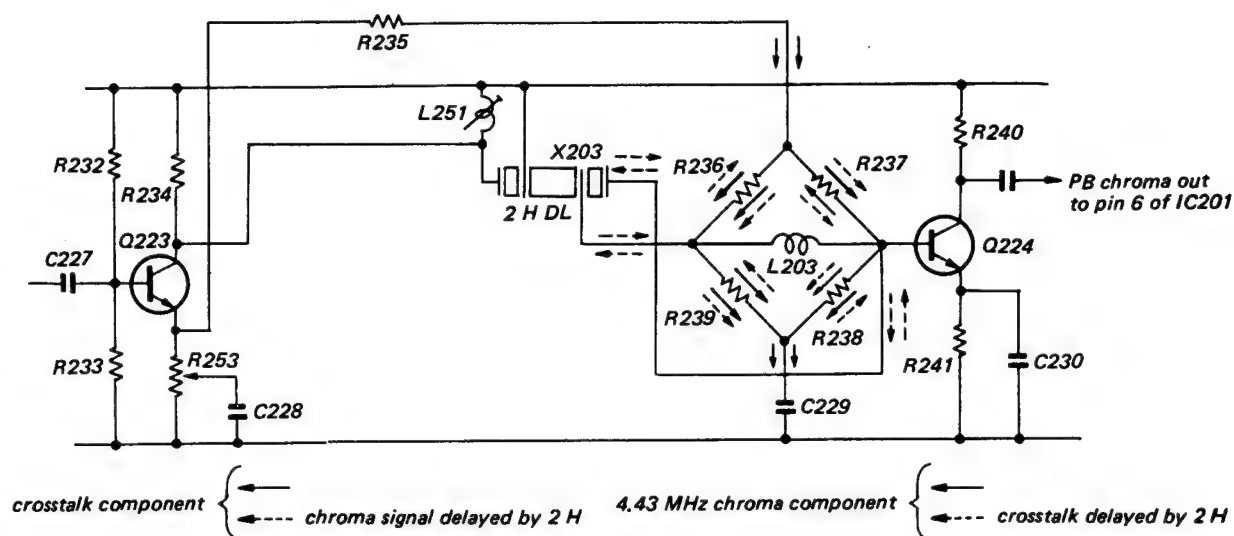 R235
L251
X203
R232
R234
R236
R237
R240
2 H DL
PB chroma out
to pin 6 of IC201
Q223
C227
L203
Q224
R239
R238
R233
R253
R241
C230
C228
C229
crosstalk component
chroma signal delayed by 2 H
4.43 MHz chroma component
crosstalk delayed by 2 H